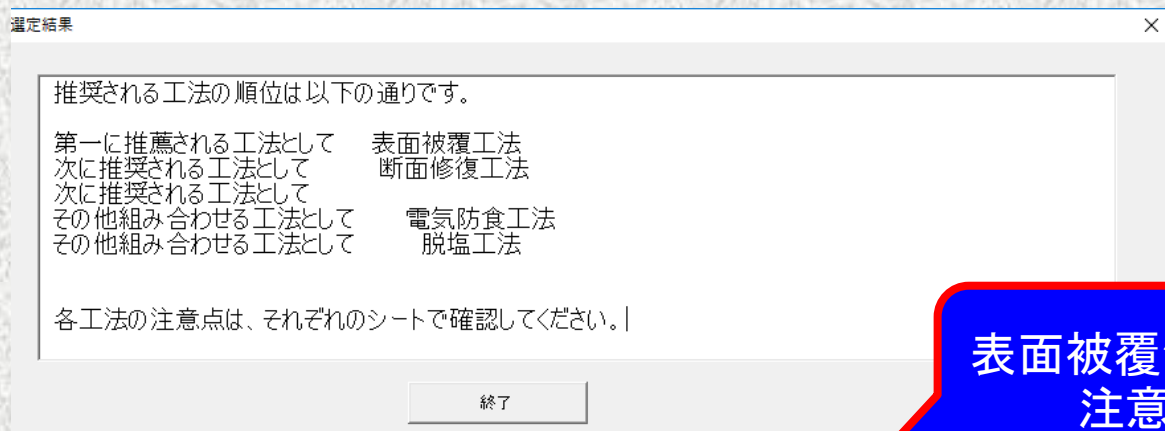 選定結果
推奨される工法の順位は以下の通りです。
第一に推薦される工法として 表面被覆工法
次に推奨される工法として 断面修復工法
次に推奨される工法として
その他組み合わせる工法として 電気防食工法
その他組み合わせる工法として 脱塩工法
各工法の注意点は、それぞれのシートで確認してください。
終了
表面被覆
注意